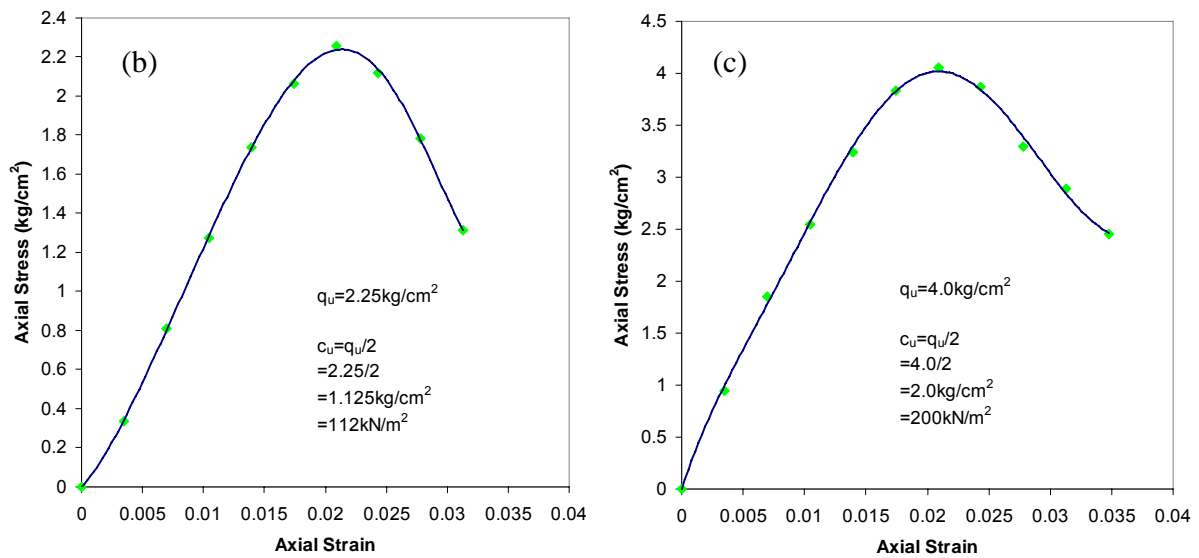 (b)
Axial Stress (kg/cm²)
2.4
2.2
2
1.8
1.6
1.4
1.2
1
0.8
0.6
0.4
0.2
0
qᵤ=2.25kg/cm²
cᵤ=qᵤ/2
=2.25/2
=1.125kg/cm²
=112kN/m²
0 0.005 0.01 0.015 0.02 0.025 0.03 0.035 0.04
Axial Strain
(c)
Axial Stress (kg/cm²)
4.5
4
3.5
3
2.5
2
1.5
1
0.5
0
qᵤ=4.0kg/cm²
cᵤ=qᵤ/2
=4.0/2
=2.0kg/cm²
=200kN/m²
0 0.005 0.01 0.015 0.02 0.025 0.03 0.035 0.04
Axial Strain